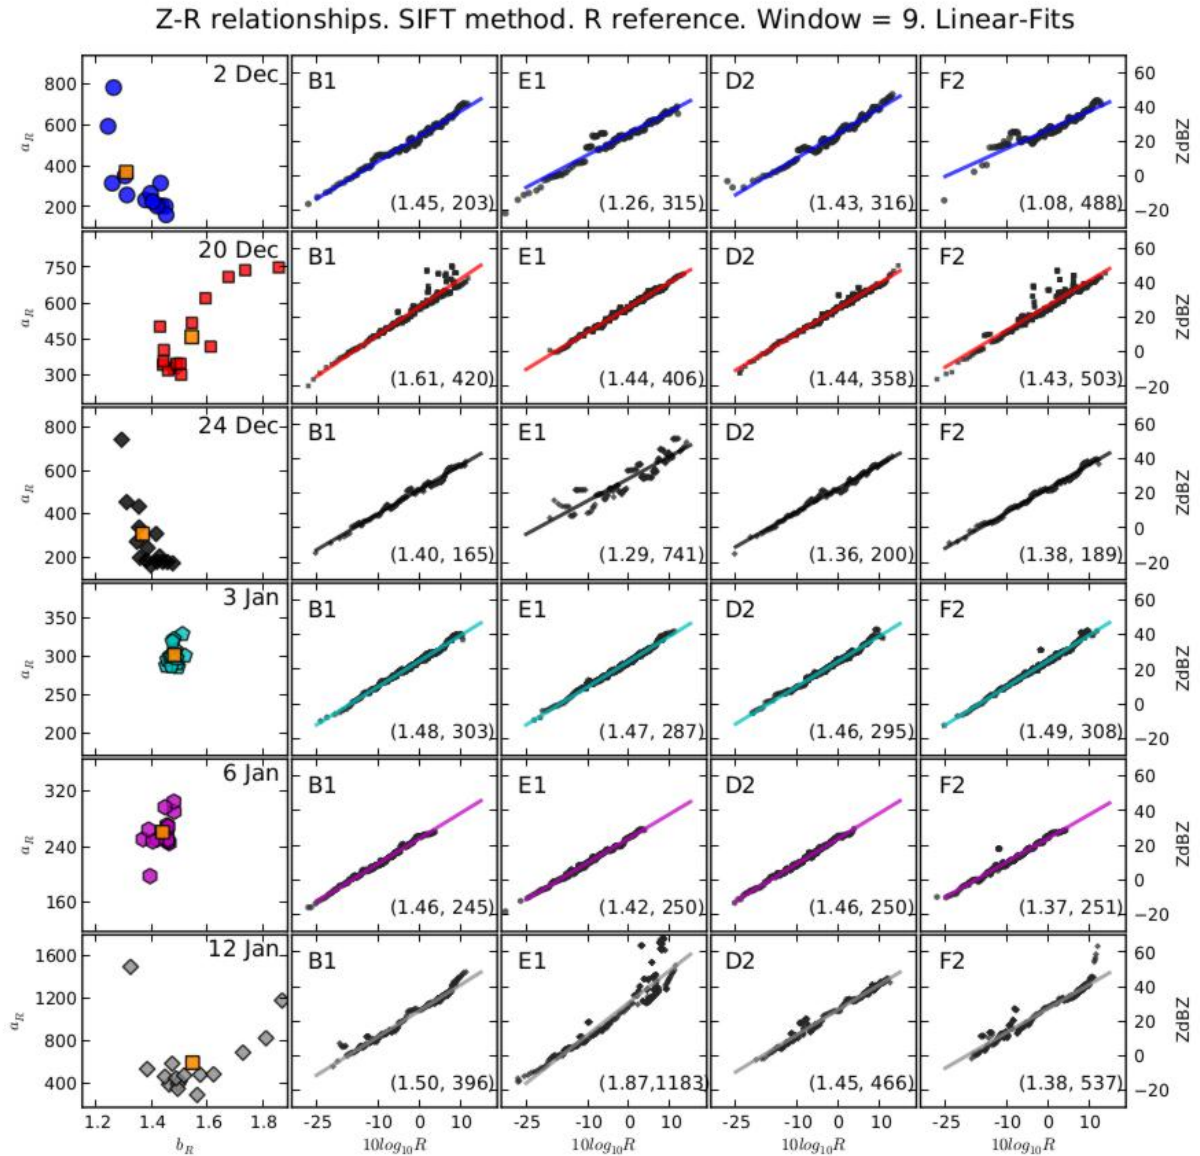 Z-R relationships. SIFT method. R reference. Window = 9. Linear-Fits
2 Dec B1 E1 D2 F2
800 600 400 200
a_R
(1.45, 203) (1.26, 315) (1.43, 316) (1.08, 488)
60 40 20 0 −20
ZdBZ
20 Dec B1 E1 D2 F2
750 600 450 300
a_R
(1.61, 420) (1.44, 406) (1.44, 358) (1.43, 503)
60 40 20 0 −20
ZdBZ
24 Dec B1 E1 D2 F2
800 600 400 200
a_R
(1.40, 165) (1.29, 741) (1.36, 200) (1.38, 189)
60 40 20 0 −20
ZdBZ
3 Jan B1 E1 D2 F2
350 300 250 200
a_R
(1.48, 303) (1.47, 287) (1.46, 295) (1.49, 308)
60 40 20 0 −20
ZdBZ
6 Jan B1 E1 D2 F2
320 240 160
a_R
(1.46, 245) (1.42, 250) (1.46, 250) (1.37, 251)
60 40 20 0 −20
ZdBZ
12 Jan B1 E1 D2 F2
1600 1200 800 400
a_R
(1.50, 396) (1.87,1183) (1.45, 466) (1.38, 537)
60 40 20 0 −20
ZdBZ
1.2 1.4 1.6 1.8 -25 -10 0 10 -25 -10 0 10 -25 -10 0 10 -25 -10 0 10
b_R 10log₁₀R 10log₁₀R 10log₁₀R 10log₁₀R